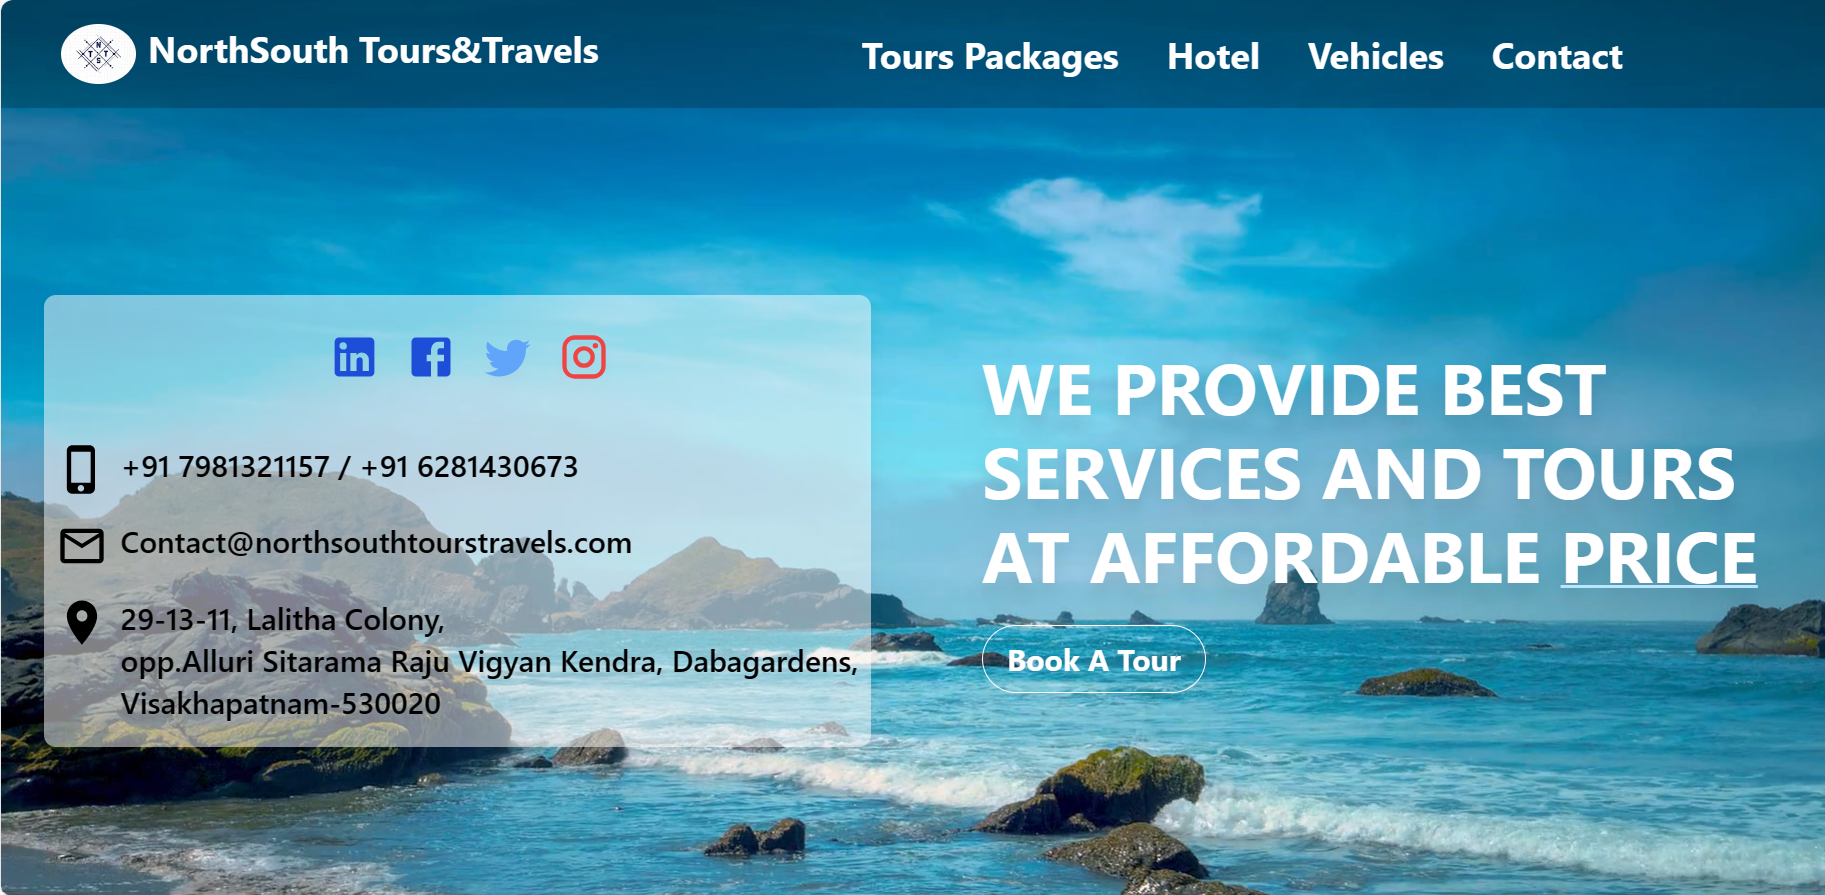 N
T T
S
NorthSouth Tours&Travels
Tours Packages Hotel Vehicles Contact
in
+91 7981321157 / +91 6281430673
Contact@northsouthtourstravels.com
29-13-11, Lalitha Colony,
opp.Alluri Sitarama Raju Vigyan Kendra, Dabagardens,
Visakhapatnam-530020
WE PROVIDE BEST
SERVICES AND TOURS
AT AFFORDABLE PRICE
Book A Tour